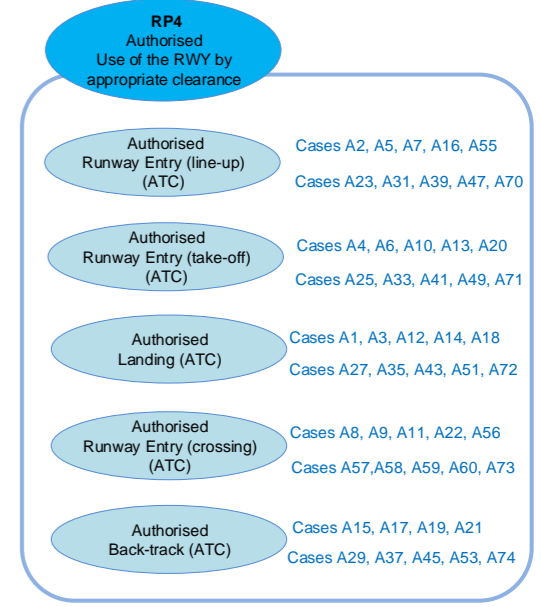 RP4
Authorised
Use of the RWY by
appropriate clearance
Authorised
Runway Entry (line-up)
(ATC)
Cases A2, A5, A7, A16, A55
Cases A23, A31, A39, A47, A70
Authorised
Runway Entry (take-off)
(ATC)
Cases A4, A6, A10, A13, A20
Cases A25, A33, A41, A49, A71
Authorised
Landing (ATC)
Cases A1, A3, A12, A14, A18
Cases A27, A35, A43, A51, A72
Authorised
Runway Entry (crossing)
(ATC)
Cases A8, A9, A11, A22, A56
Cases A57,A58, A59, A60, A73
Authorised
Back-track (ATC)
Cases A15, A17, A19, A21
Cases A29, A37, A45, A53, A74